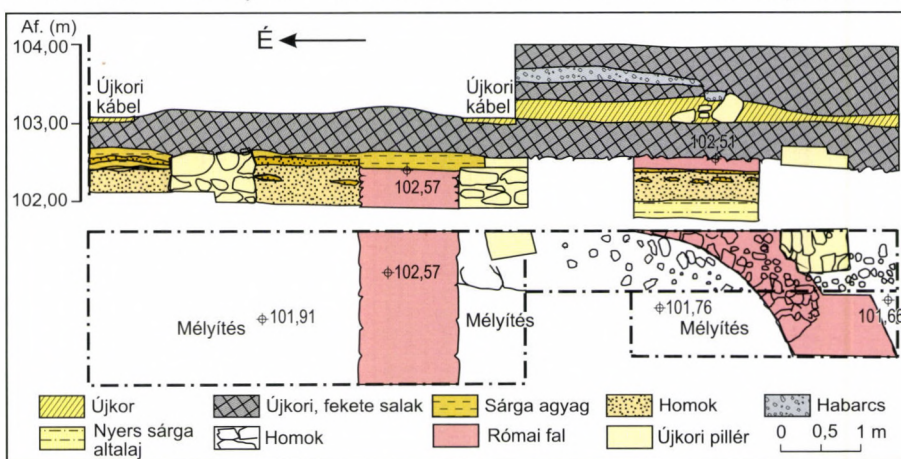 Af. (m)
104,00
É
Újkori
kábel
Újkori
kábel
103,00
102,51
102,57
102,00
102,57
101,91
Mélyítés
Mélyítés
101,76
Mélyítés
Újkor
Újkori, fekete salak
Sárga agyag
Homok
Habarcs
Nyers sárga
altalaj
Homok
Római fal
Újkori pillér
0 0,5 1 m